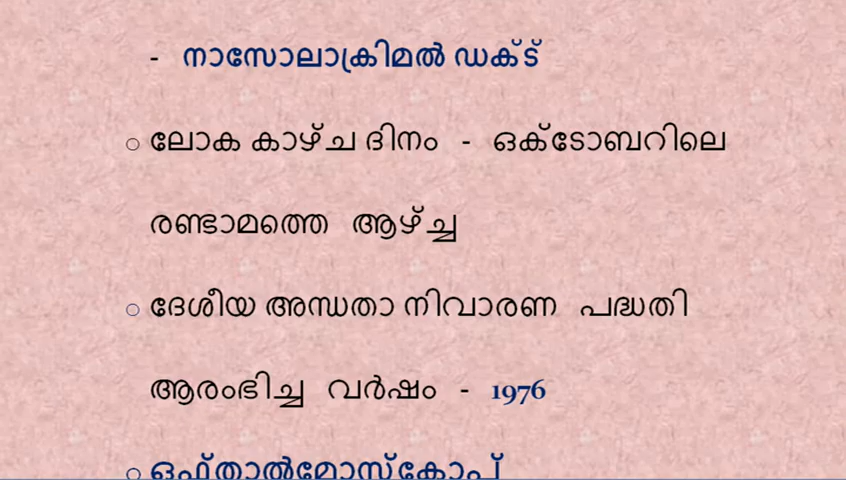 - നാസോലാക്രിമൽ ഡക്ട്
○ ലോക കാഴ്ച ദിനം - ഒക്ടോബറിലെ
രണ്ടാമത്തെ ആഴ്ച്ച
○ ദേശീയ അന്ധതാ നിവാരണ പദ്ധതി
ആരംഭിച്ച വർഷം - 1976
○ ഒഫ്താൽമോസ്കോപ്